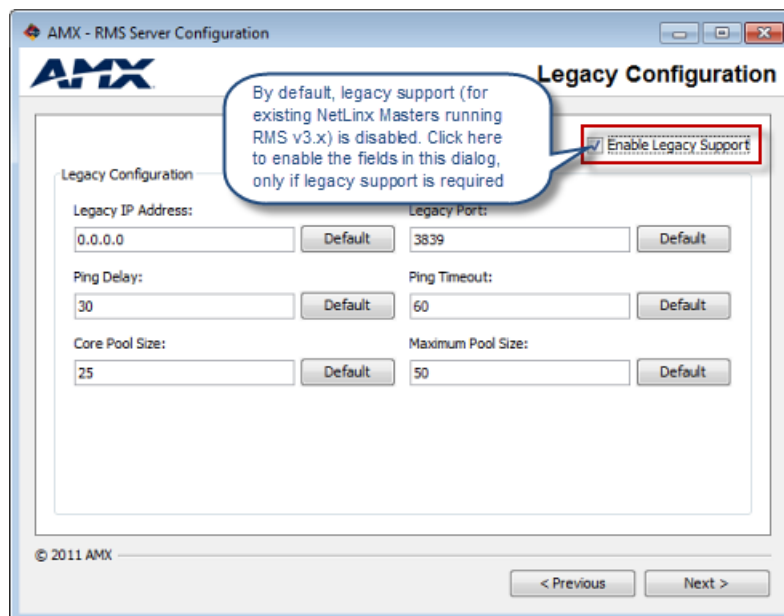 AMX - RMS Server Configuration
AMX
Legacy Configuration
By default, legacy support (for
existing NetLinx Masters running
RMS v3.x) is disabled. Click here
to enable the fields in this dialog,
only if legacy support is required
Enable Legacy Support
Legacy Configuration
Legacy IP Address:
Legacy Port:
0.0.0.0
Default
3839
Default
Ping Delay:
Ping Timeout:
30
Default
60
Default
Core Pool Size:
Maximum Pool Size:
25
Default
50
Default
© 2011 AMX
< Previous
Next >